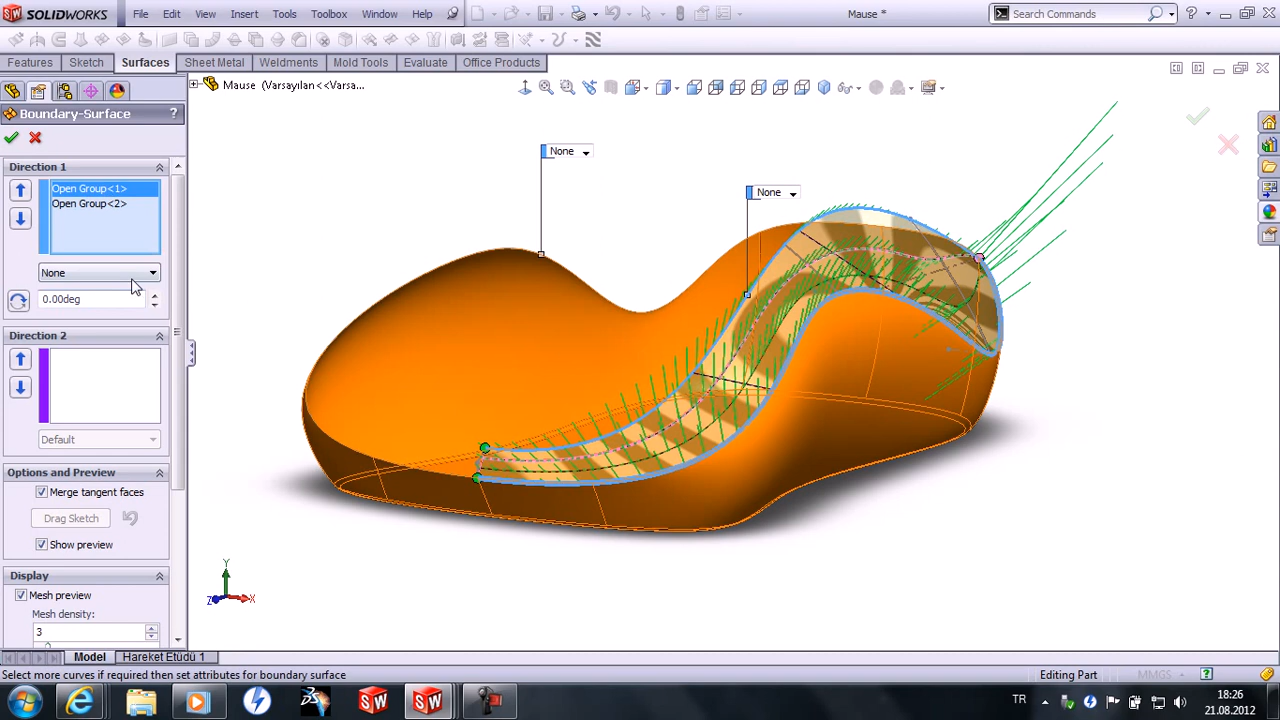 SOLIDWORKS File Edit View Insert Tools Toolbox Window Help Mause * Search Commands
Features Sketch Surfaces Sheet Metal Weldments Mold Tools Evaluate Office Products
Mause (Varsayılan<<Varsa...
Boundary-Surface ?
Direction 1
Open Group<1>
Open Group<2>
None
0.00deg
Direction 2
Default
Options and Preview
Merge tangent faces
Drag Sketch
Show preview
Display
Mesh preview
Mesh density:
3
None
None
Y
Z X
Model Hareket Etüdü 1
Select more curves if required then set attributes for boundary surface Editing Part MMGS
TR 18:26
21.08.2012